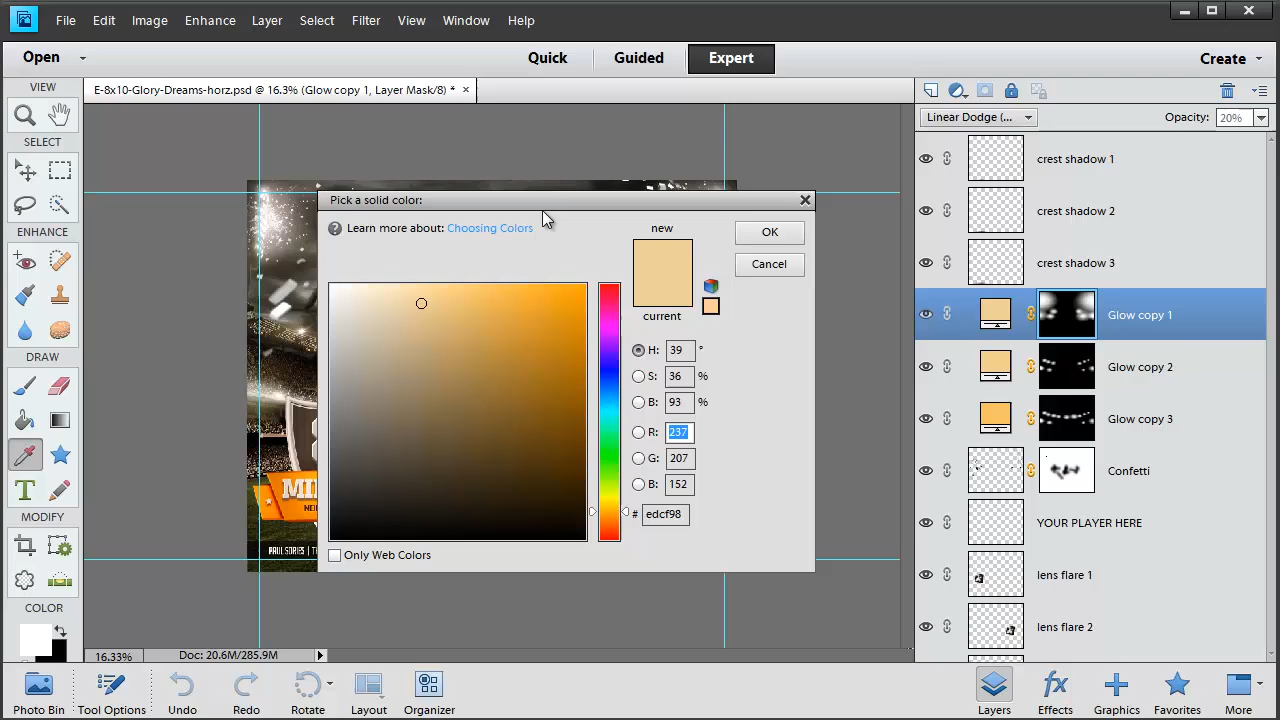 File Edit Image Enhance Layer Select Filter View Window Help
Open Quick Guided Expert Create
VIEW
E-8x10-Glory-Dreams-horz.psd @ 16.3% (Glow copy 1, Layer Mask/8) * ×
Linear Dodge (... Opacity: 20%
SELECT
ENHANCE
DRAW
T
MODIFY
COLOR
Pick a solid color:
Learn more about: Choosing Colors
new
current
OK
Cancel
H: 39 °
S: 36 %
B: 93 %
R: 237
G: 207
B: 152
# edcf98
Only Web Colors
crest shadow 1
crest shadow 2
crest shadow 3
Glow copy 1
Glow copy 2
Glow copy 3
Confetti
YOUR PLAYER HERE
lens flare 1
lens flare 2
16.33% Doc: 20.6M/285.9M
Photo Bin Tool Options Undo Redo Rotate Layout Organizer Layers Effects Graphics Favorites More